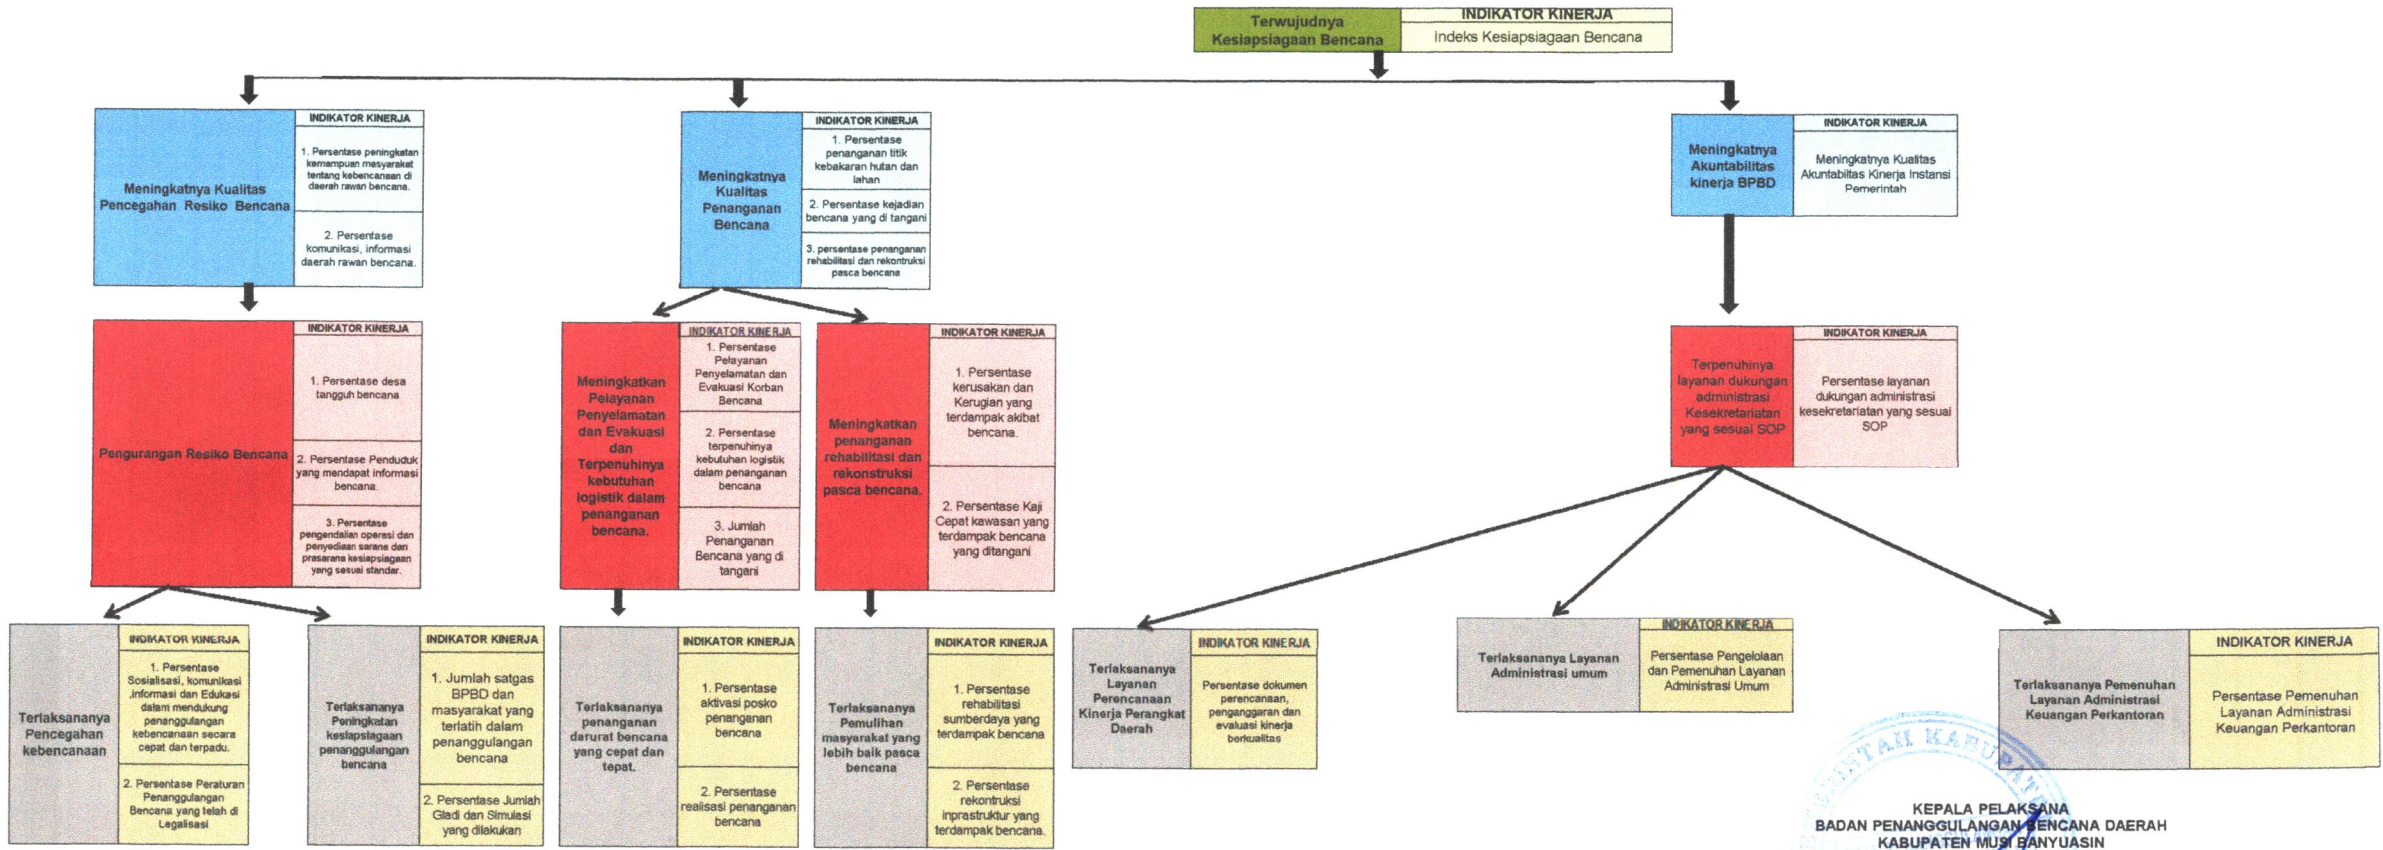 Terwujudnya
Kesiapsiagaan Bencana
INDIKATOR KINERJA
Indeks Kesiapsiagaan Bencana
Meningkatnya Kualitas
Pencegahan Resiko Bencana
INDIKATOR KINERJA
1. Persentase peningkatan
kemampuan masyarakat
tentang kebencanaan di
daerah rawan bencana.
2. Persentase
komunikasi, informasi
daerah rawan bencana.
Meningkatnya
Kualitas
Penanganan
Bencana
INDIKATOR KINERJA
1. Persentase
penanganan titik
kebakaran hutan dan
lahan
2. Persentase kejadian
bencana yang di tangani
3. persentase penanganan
rehabilitasi dan rekontruksi
pasca bencana
Meningkatnya
Akuntabilitas
kinerja BPBD
INDIKATOR KINERJA
Meningkatnya Kualitas
Akuntabiltas Kinerja Instansi
Pemerintah
Pengurangan Resiko Bencana
INDIKATOR KINERJA
1. Persentase desa
tangguh bencana
2. Persentase Penduduk
yang mendapat informasi
bencana.
3. Persentase
pengendalian operasi dan
penyediaan sarana dan
prasarana kesiapsiagaan
yang sesuai standar.
Meningkatkan
Pelayanan
Penyelamatan
dan Evakuasi
dan
Terpenuhinya
kebutuhan
logistik dalam
penanganan
bencana.
INDIKATOR KINERJA
1. Persentase
Pelayanan
Penyelamatan dan
Evakuasi Korban
Bencana
2. Persentase
terpenuhinya
kebutuhan logistik
dalam penanganan
bencana
3. Jumlah
Penanganan
Bencana yang di
tangani
Meningkatkan
penanganan
rehabilitasi dan
rekonstruksi
pasca bencana.
INDIKATOR KINERJA
1. Persentase
kerusakan dan
Kerugian yang
terdampak akibat
bencana.
2. Persentase Kaji
Cepat kawasan yang
terdampak bencana
yang ditangani
Terpenuhinya
layanan dukungan
administrasi
Kesekretariatan
yang sesuai SOP
INDIKATOR KINERJA
Persentase layanan
dukungan administrasi
kesekretariatan yang sesuai
SOP
Terlaksananya
Pencegahan
kebencanaan
INDIKATOR KINERJA
1. Persentase
Sosialisasi, komunikasi
,informasi dan Edukasi
dalam mendukung
penanggulangan
kebencanaan secara
cepat dan terpadu.
2. Persentase Peraturan
Penanggulangan
Bencana yang telah di
Legalisasi
Terlaksananya
Peningkatan
kesiapsiagaan
penanggulangan
bencana
INDIKATOR KINERJA
1. Jumlah satgas
BPBD dan
masyarakat yang
terlatih dalam
penanggulangan
bencana
2. Persentase Jumlah
Gladi dan Simulasi
yang dilakukan
Terlaksananya
penanganan
darurat bencana
yang cepat dan
tepat.
INDIKATOR KINERJA
1. Persentase
aktivasi posko
penanganan
bencana
2. Persentase
realisasi penanganan
bencana
Terlaksananya
Pemulihan
masyarakat yang
lebih baik pasca
bencana
INDIKATOR KINERJA
1. Persentase
rehabilitasi
sumberdaya yang
terdampak bencana
2. Persentase
rekontruksi
inprastruktur yang
terdampak bencana.
Terlaksananya
Layanan
Perencanaan
Kinerja Perangkat
Daerah
INDIKATOR KINERJA
Persentase dokumen
perencanaan,
penganggaran dan
evaluasi kinerja
berkualitas
Terlaksananya Layanan
Administrasi umum
INDIKATOR KINERJA
Persentase Pengelolaan
dan Pemenuhan Layanan
Administrasi Umum
Terlaksananya Pemenuhan
Layanan Administrasi
Keuangan Perkantoran
INDIKATOR KINERJA
Persentase Pemenuhan
Layanan Administrasi
Keuangan Perkantoran
KEPALA PELAKSANA
BADAN PENANGGULANGAN BENCANA DAERAH
KABUPATEN MUSI BANYUASIN